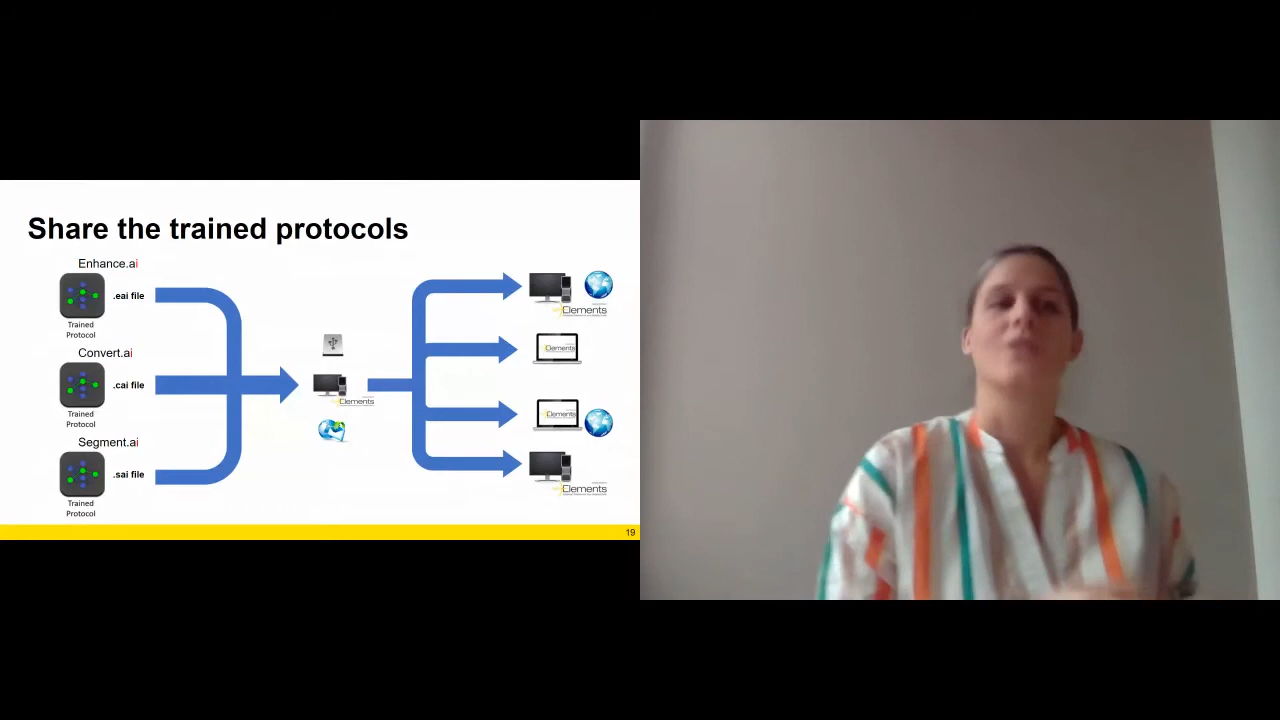 Share the trained protocols
Enhance.ai
.eai file
Trained
Protocol
Convert.ai
.cai file
Trained
Protocol
Segment.ai
.sai file
Trained
Protocol
Elements
Elements
Elements
Elements
Elements
19